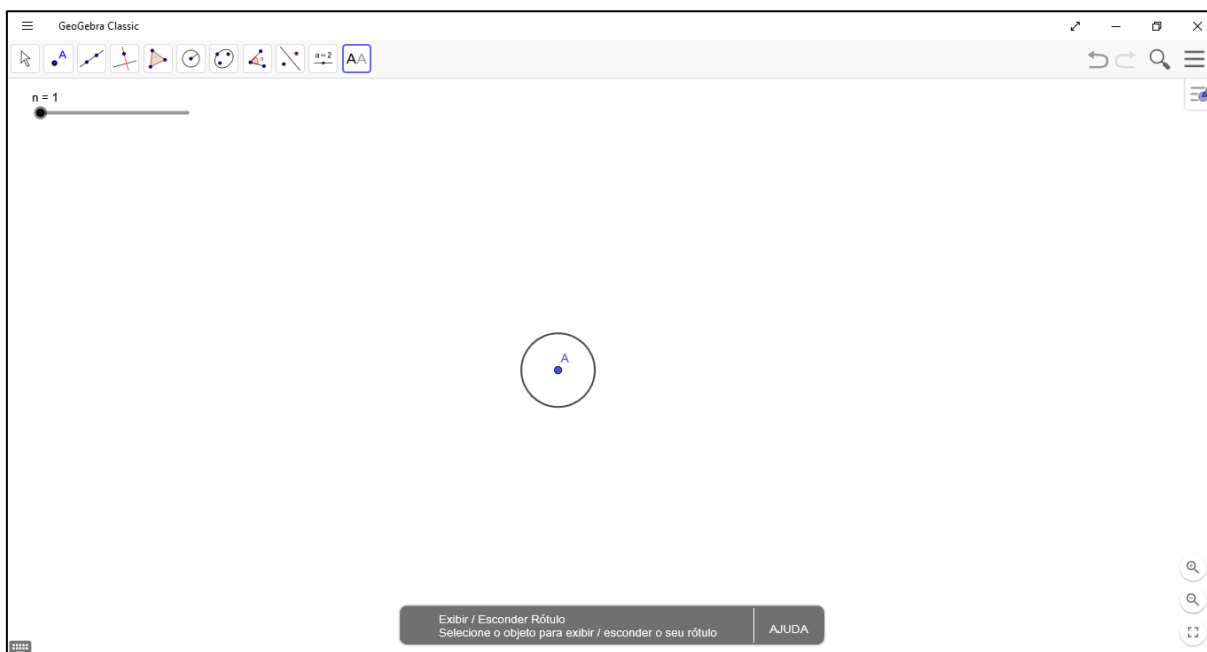 GeoGebra Classic
A
a=2
AA
n = 1
A
Exibir / Esconder Rótulo
Selecione o objeto para exibir / esconder o seu rótulo
AJUDA